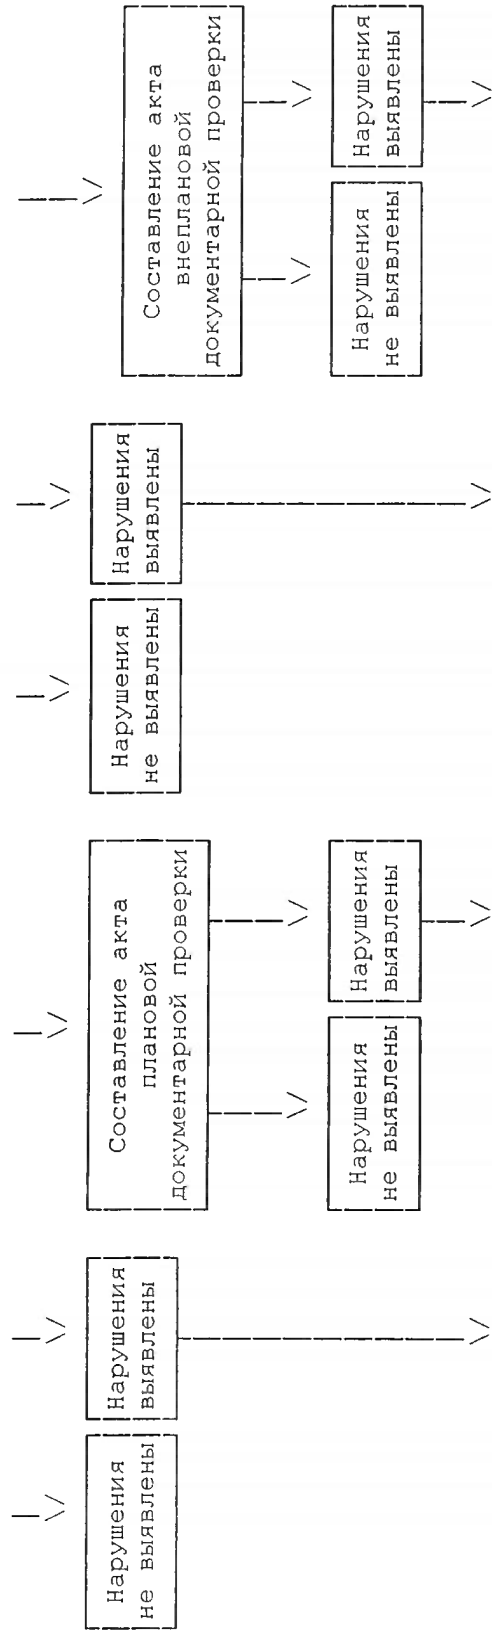 Нарушения
не выявлены
Нарушения
выявлены
Составление акта
плановой
документарной проверки
Нарушения
не выявлены
Нарушения
выявлены
Составление акта
внеплановой
документарной проверки
Нарушения
не выявлены
Нарушения
выявлены
Нарушения
не выявлены
Нарушения
выявлены